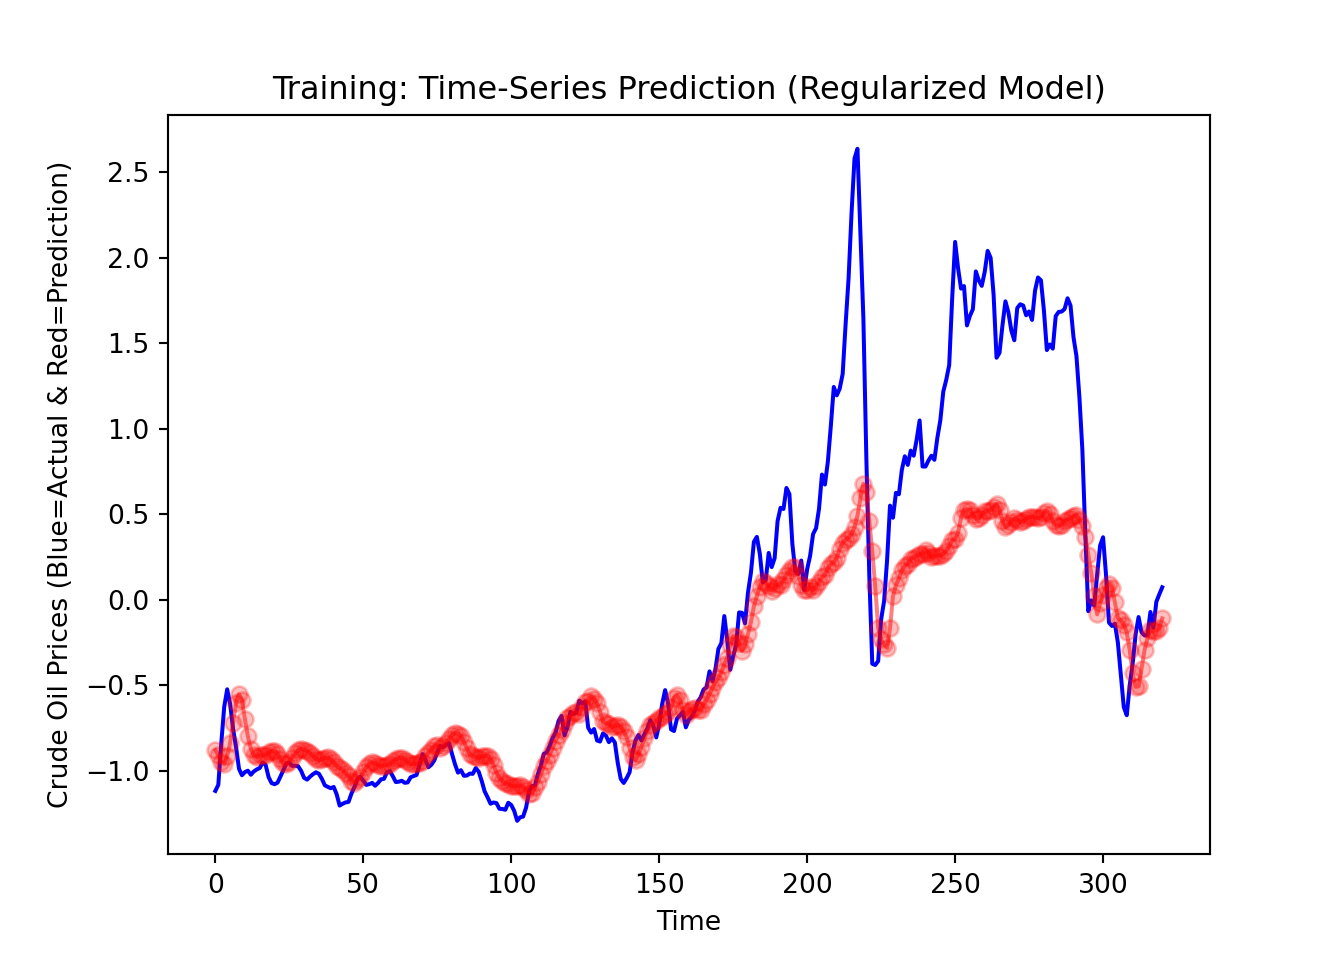 Training: Time-Series Prediction (Regularized Model)
Crude Oil Prices (Blue=Actual & Red=Prediction)
2.5
2.0
1.5
1.0
0.5
0.0
−0.5
−1.0
0 50 100 150 200 250 300
Time